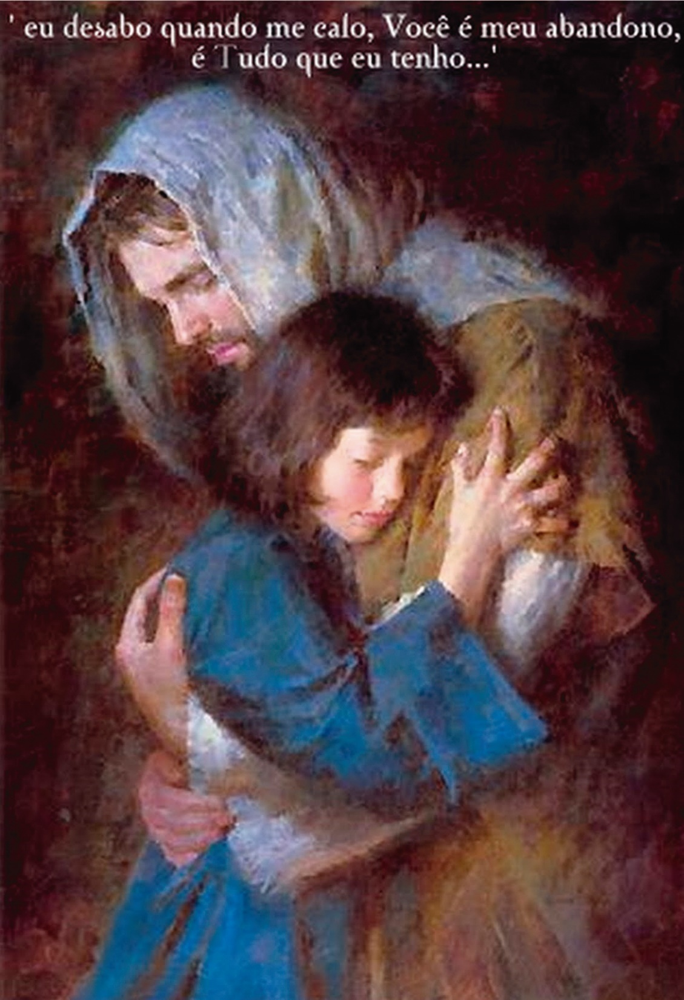 ' eu desabo quando me calo, Você é meu abandono,
é Tudo que eu tenho...'